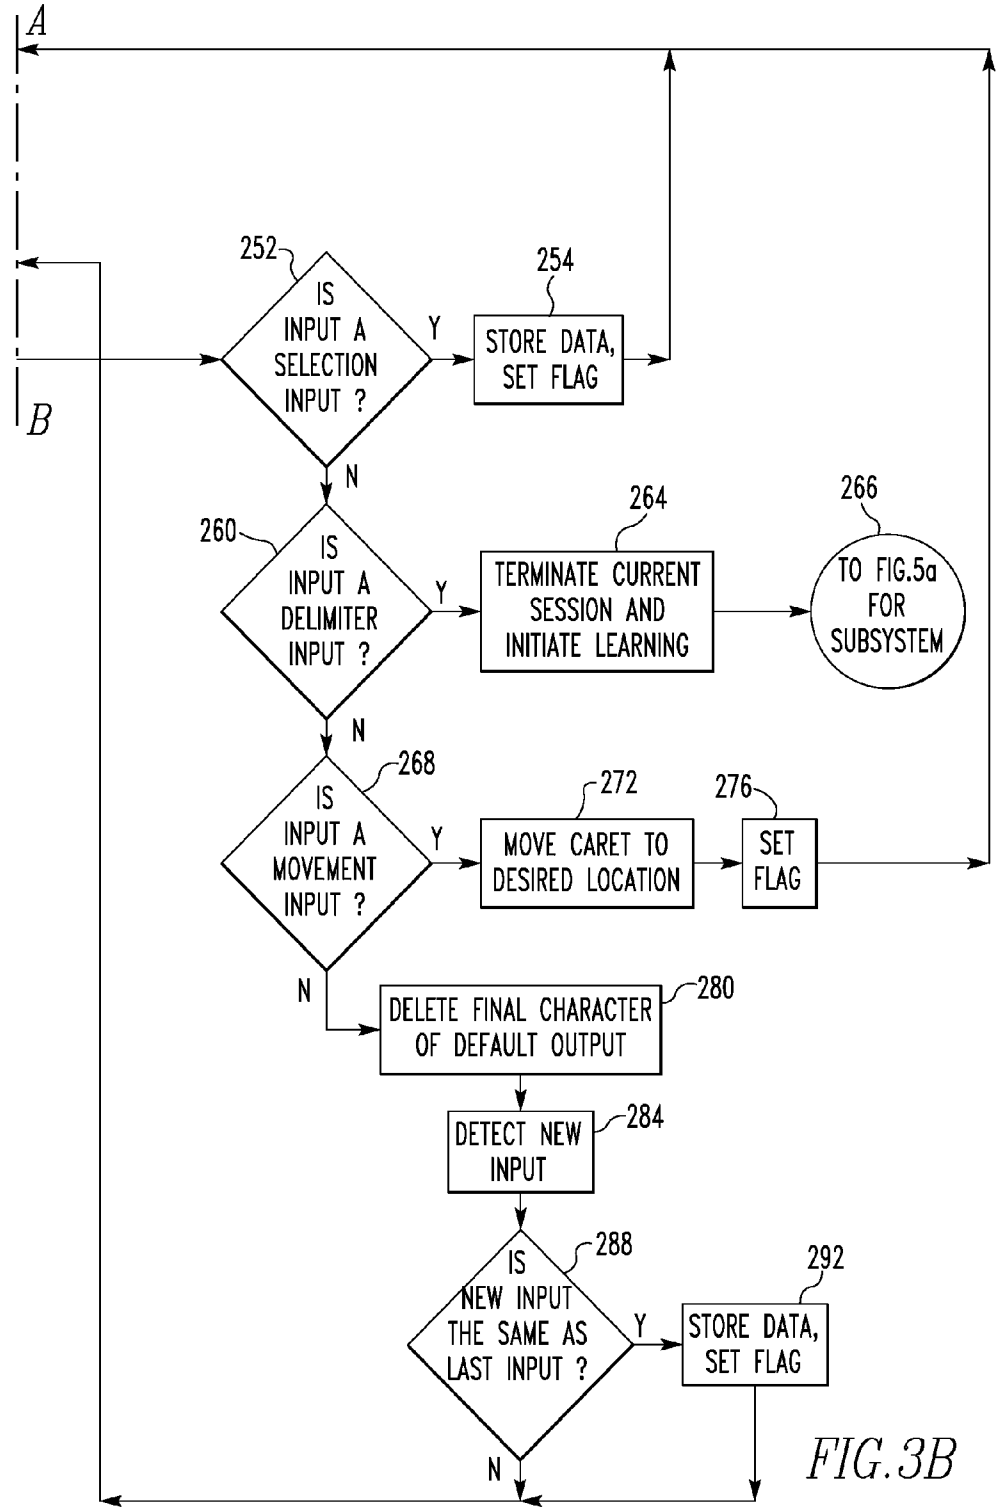 A
252
IS
INPUT A
SELECTION
INPUT ?
Y
254
STORE DATA,
SET FLAG
B
N
260
IS
INPUT A
DELIMITER
INPUT ?
Y
264
TERMINATE CURRENT
SESSION AND
INITIATE LEARNING
266
TO FIG.5a
FOR
SUBSYSTEM
N
268
IS
INPUT A
MOVEMENT
INPUT ?
Y
272
MOVE CARET TO
DESIRED LOCATION
276
SET
FLAG
N
280
DELETE FINAL CHARACTER
OF DEFAULT OUTPUT
284
DETECT NEW
INPUT
288
IS
NEW INPUT
THE SAME AS
LAST INPUT ?
Y
292
STORE DATA,
SET FLAG
N
FIG.3B